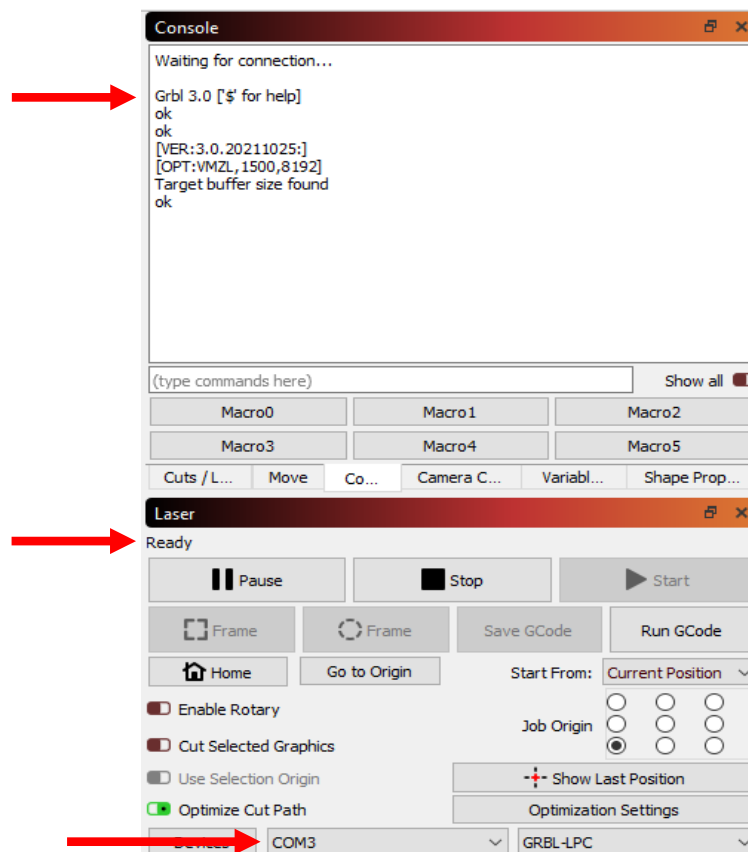 Console
Waiting for connection...
Grbl 3.0 ['$' for help]
ok
ok
[VER:3.0.20211025:]
[OPT:VMZL,1500,8192]
Target buffer size found
ok
(type commands here) Show all
Macro0 Macro1 Macro2
Macro3 Macro4 Macro5
Cuts / L... Move Co... Camera C... Variabl... Shape Prop...
Laser
Ready
Pause Stop Start
Frame Frame Save GCode Run GCode
Home Go to Origin Start From: Current Position
Enable Rotary
Job Origin
Cut Selected Graphics
Use Selection Origin Show Last Position
Optimize Cut Path Optimization Settings
Devices COM3 GRBL-LPC